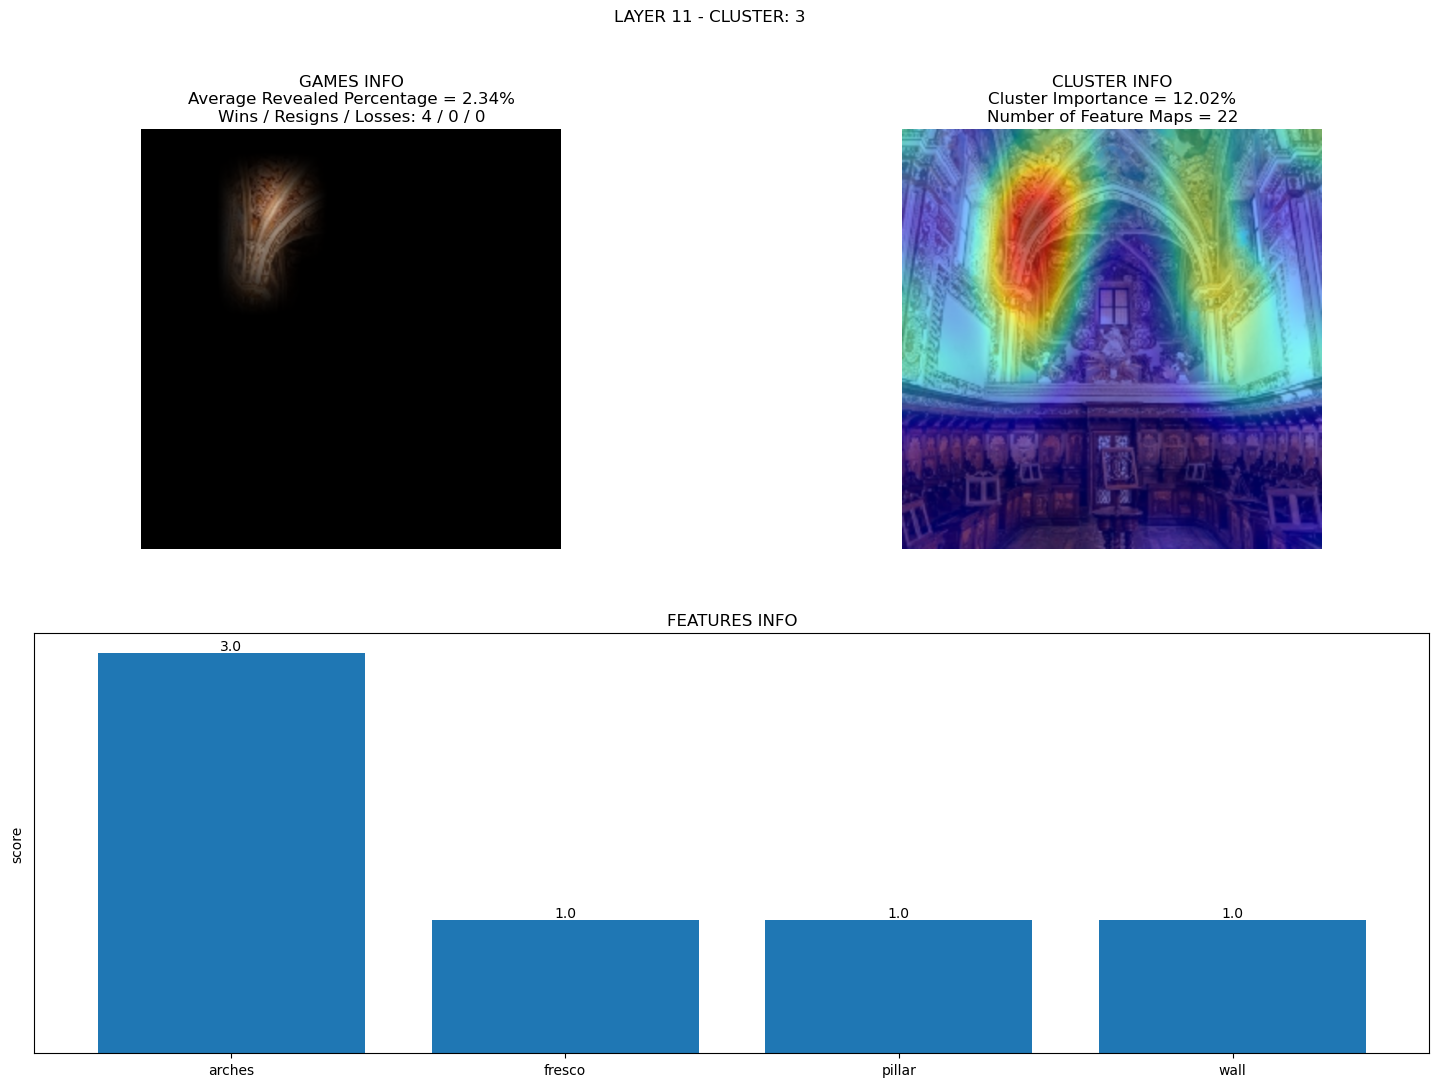 LAYER 11 - CLUSTER: 3
GAMES INFO
Average Revealed Percentage = 2.34%
Wins / Resigns / Losses: 4 / 0 / 0
CLUSTER INFO
Cluster Importance = 12.02%
Number of Feature Maps = 22
FEATURES INFO
score
3.0
1.0
1.0
1.0
arches
fresco
pillar
wall